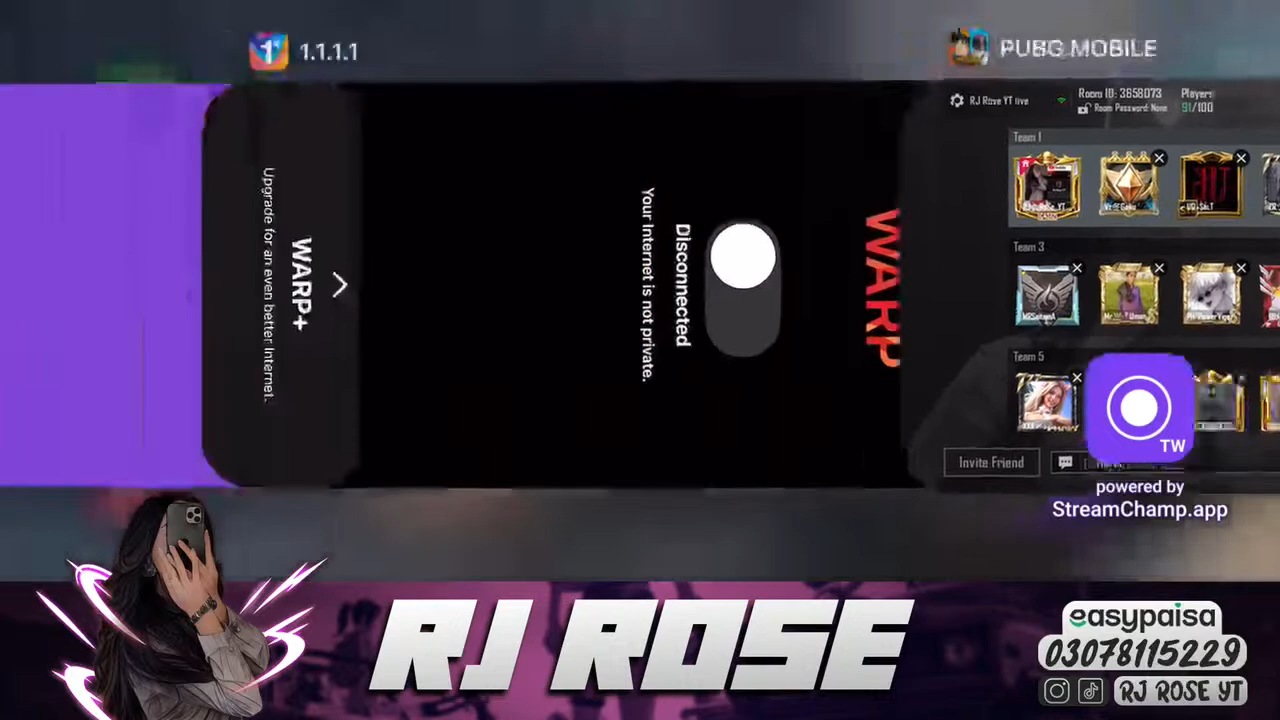 1.1.1.1
PUBG MOBILE
RJ Rose YT live
Room ID: 3658073
Room Password: None
Players:
91/100
WARP
Disconnected
Your Internet is not private.
WARP+
Upgrade for an even better Internet.
Team 1
Team 3
Team 5
Invite Friend
TW
powered by
StreamChamp.app
RJ ROSE
easypaisa
03078115229
RJ ROSE YT